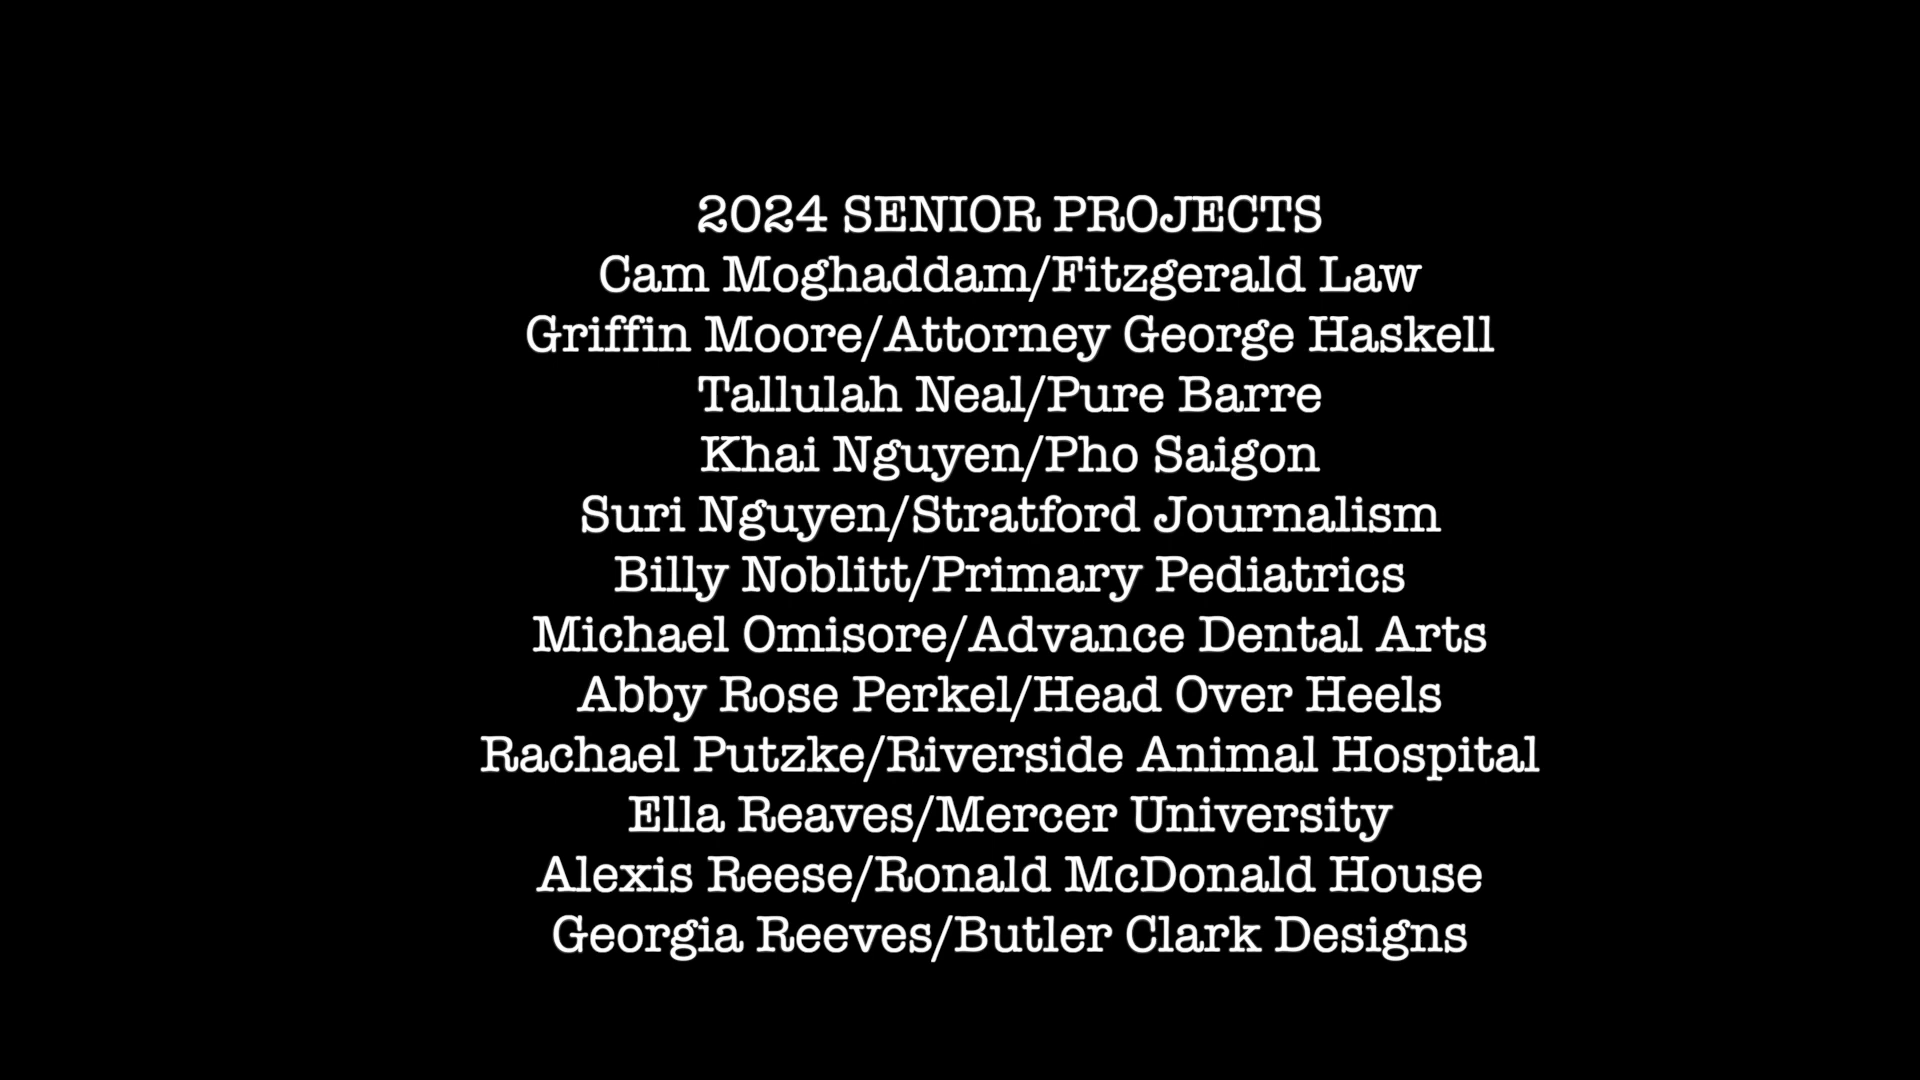 2024 SENIOR PROJECTS
Cam Moghaddam/Fitzgerald Law
Griffin Moore/Attorney George Haskell
Tallulah Neal/Pure Barre
Khai Nguyen/Pho Saigon
Suri Nguyen/Stratford Journalism
Billy Noblitt/Primary Pediatrics
Michael Omisore/Advance Dental Arts
Abby Rose Perkel/Head Over Heels
Rachael Putzke/Riverside Animal Hospital
Ella Reaves/Mercer University
Alexis Reese/Ronald McDonald House
Georgia Reeves/Butler Clark Designs